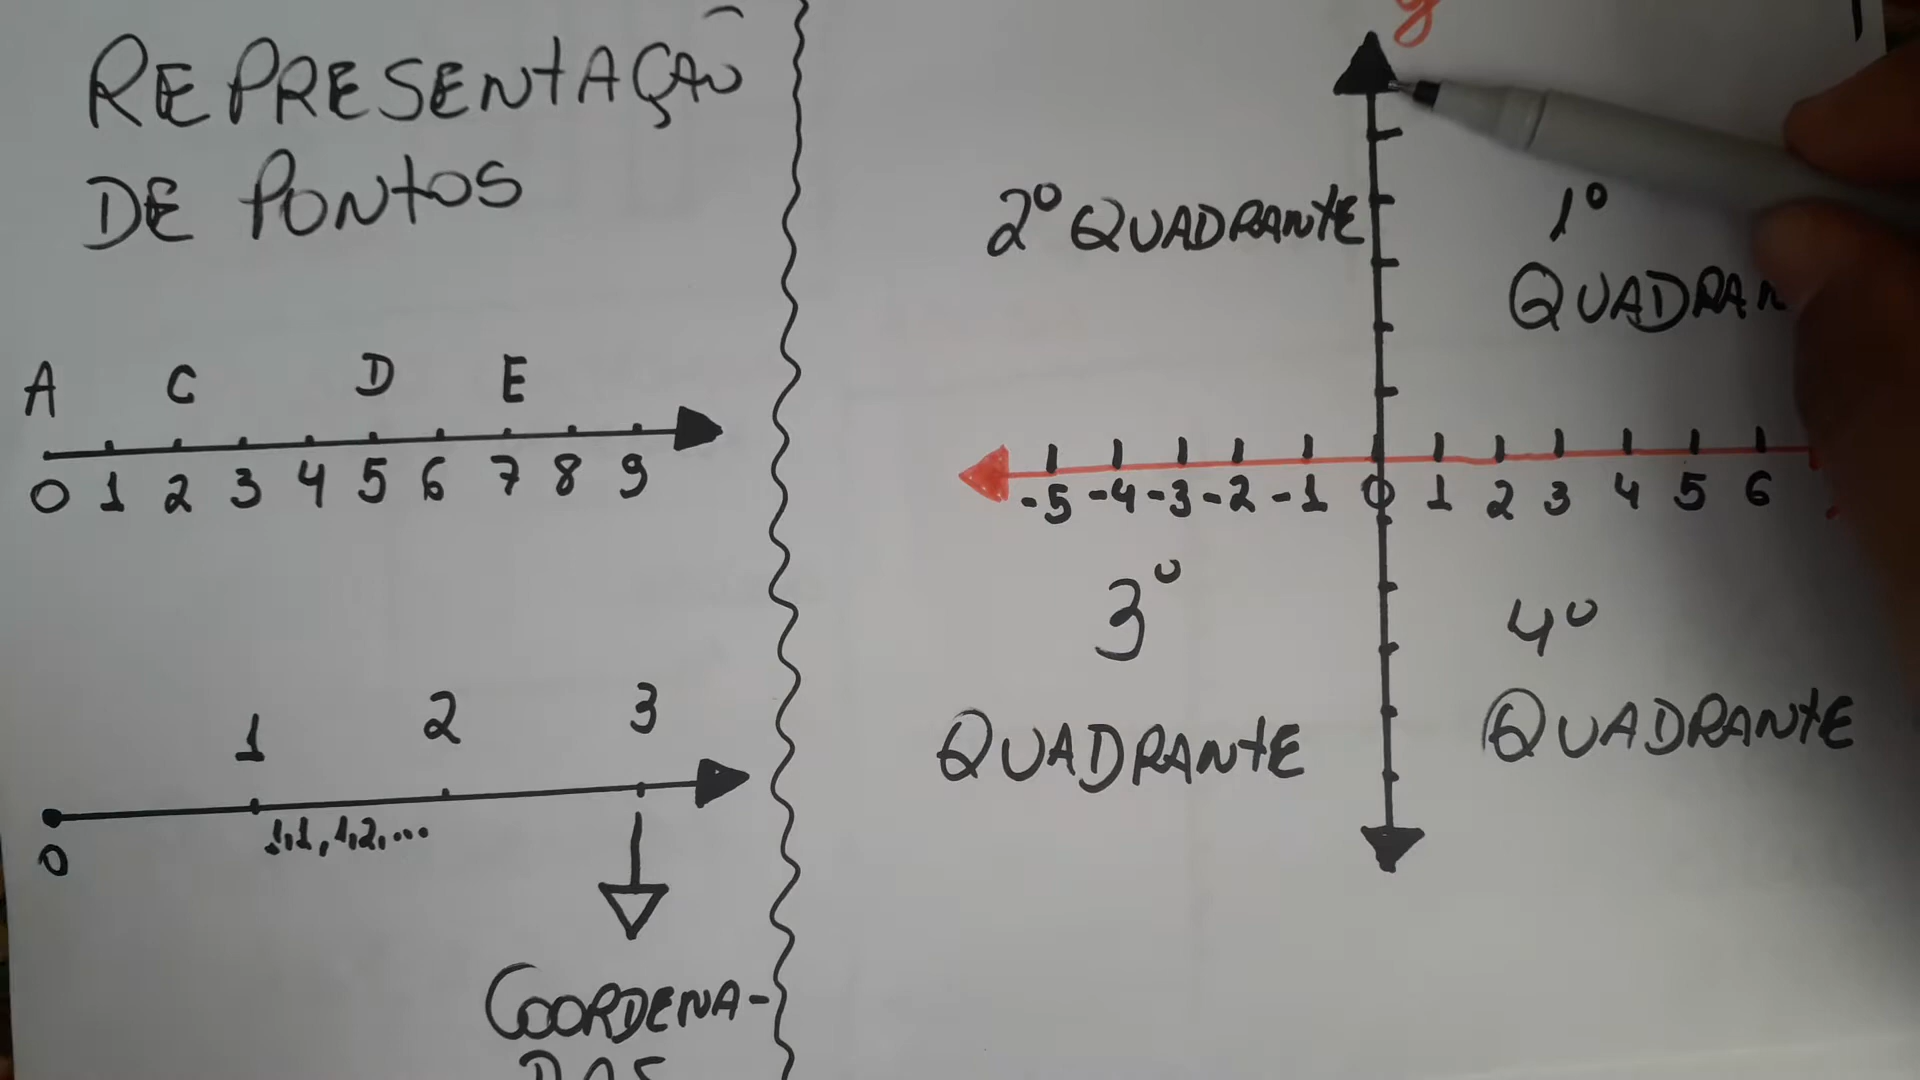 REPRESENTAÇÃO
DE PONTOS
A C D E
0 1 2 3 4 5 6 7 8 9
1 2 3
0
1,1, 1,2, ...
COORDENA-
DAS
y
2º QUADRANTE
1º
-5 -4 -3 -2 -1 0 1 2 3 4 5 6
3º
QUADRANTE
4º
QUADRANTE